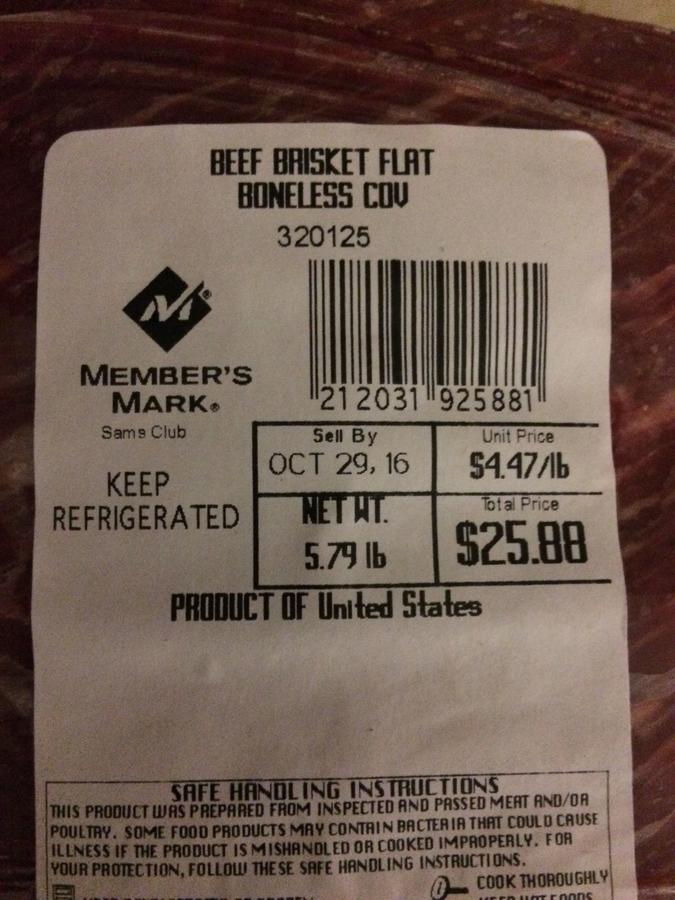 BEEF BRISKET FLAT
BONELESS COV
320125
212031 925881
M®
MEMBER'S
MARK®
Sams Club
KEEP
REFRIGERATED
Sell By
OCT 29, 16
Unit Price
$4.47/lb
NET WT.
5.79 lb
Total Price
$25.88
PRODUCT OF United States
SAFE HANDLING INSTRUCTIONS
THIS PRODUCT WAS PREPARED FROM INSPECTED AND PASSED MEAT AND/OR
POULTRY. SOME FOOD PRODUCTS MAY CONTAIN BACTERIA THAT COULD CAUSE
ILLNESS IF THE PRODUCT IS MISHANDLED OR COOKED IMPROPERLY. FOR
YOUR PROTECTION, FOLLOW THESE SAFE HANDLING INSTRUCTIONS.
COOK THOROUGHLY
KEEP HOT FOODS